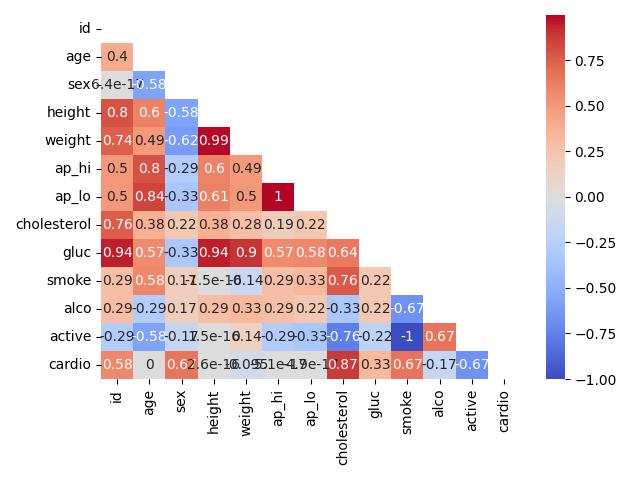 id
age 0.4
sex -0.58
height 0.8 0.6 -0.58
weight 0.74 0.49 -0.62 0.99
ap_hi 0.5 0.8 -0.29 0.6 0.49
ap_lo 0.5 0.84 -0.33 0.61 0.5 1
cholesterol 0.76 0.38 0.22 0.38 0.28 0.19 0.22
gluc 0.94 0.57 -0.33 0.94 0.9 0.57 0.58 0.64
smoke 0.29 0.58 0.17 -0.14 0.29 0.33 0.76 0.22
alco 0.29 -0.29 0.17 0.29 0.33 0.29 0.22 -0.33 0.22 -0.67
active -0.29 -0.58 -0.17 0.14 -0.29 -0.33 -0.76 -0.22 -1 0.67
cardio 0.58 0 0.62 -0.095 0.87 0.33 0.67 -0.17 -0.67
id age sex height weight ap_hi ap_lo cholesterol gluc smoke alco active cardio
0.75
0.50
0.25
0.00
−0.25
−0.50
−0.75
−1.00